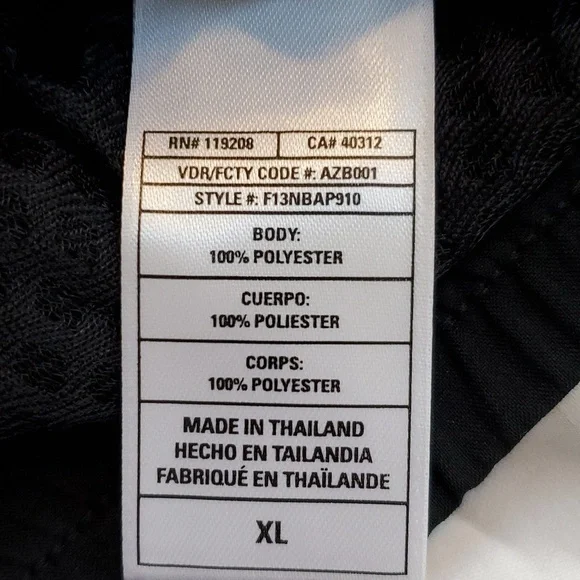 RN# 119208 CA# 40312
VDR/FCTY CODE #: AZB001
STYLE #: F13NBAP910
BODY:
100% POLYESTER
CUERPO:
100% POLIESTER
CORPS:
100% POLYESTER
MADE IN THAILAND
HECHO EN TAILANDIA
FABRIQUÉ EN THAÏLANDE
XL